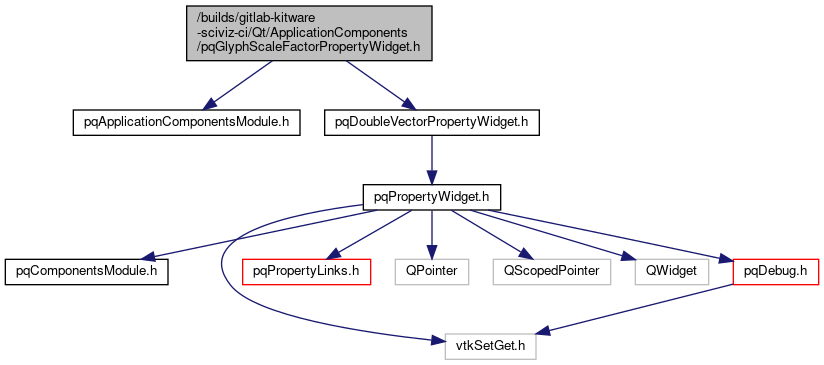 /builds/gitlab-kitware
-sciviz-ci/Qt/ApplicationComponents
/pqGlyphScaleFactorPropertyWidget.h
pqApplicationComponentsModule.h
pqDoubleVectorPropertyWidget.h
pqPropertyWidget.h
pqComponentsModule.h
pqPropertyLinks.h
QPointer
QScopedPointer
QWidget
pqDebug.h
vtkSetGet.h